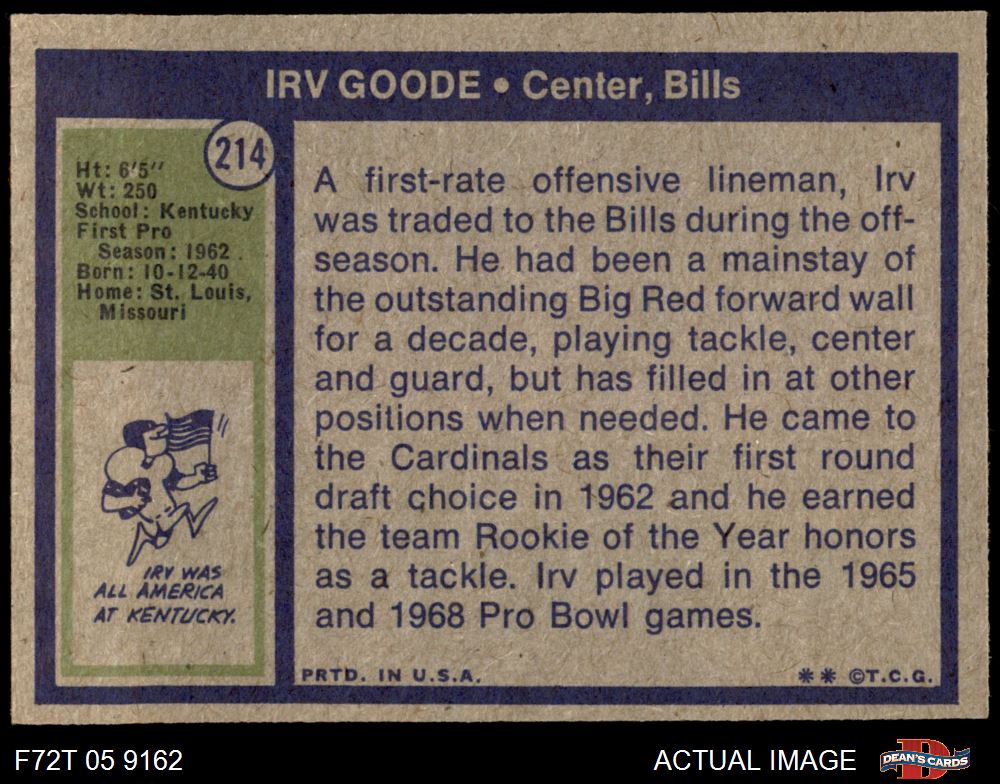 IRV GOODE • Center, Bills
214
Ht: 6'5''
Wt: 250
School: Kentucky
First Pro
Season: 1962
Born: 10-12-40
Home: St. Louis,
Missouri
IRV WAS
ALL AMERICA
AT KENTUCKY.
A first-rate offensive lineman, Irv
was traded to the Bills during the off-
season. He had been a mainstay of
the outstanding Big Red forward wall
for a decade, playing tackle, center
and guard, but has filled in at other
positions when needed. He came to
the Cardinals as their first round
draft choice in 1962 and he earned
the team Rookie of the Year honors
as a tackle. Irv played in the 1965
and 1968 Pro Bowl games.
PRTD. IN U.S.A.
** ©T.C.G.
F72T 05 9162
ACTUAL IMAGE
D
DEAN'S CARDS